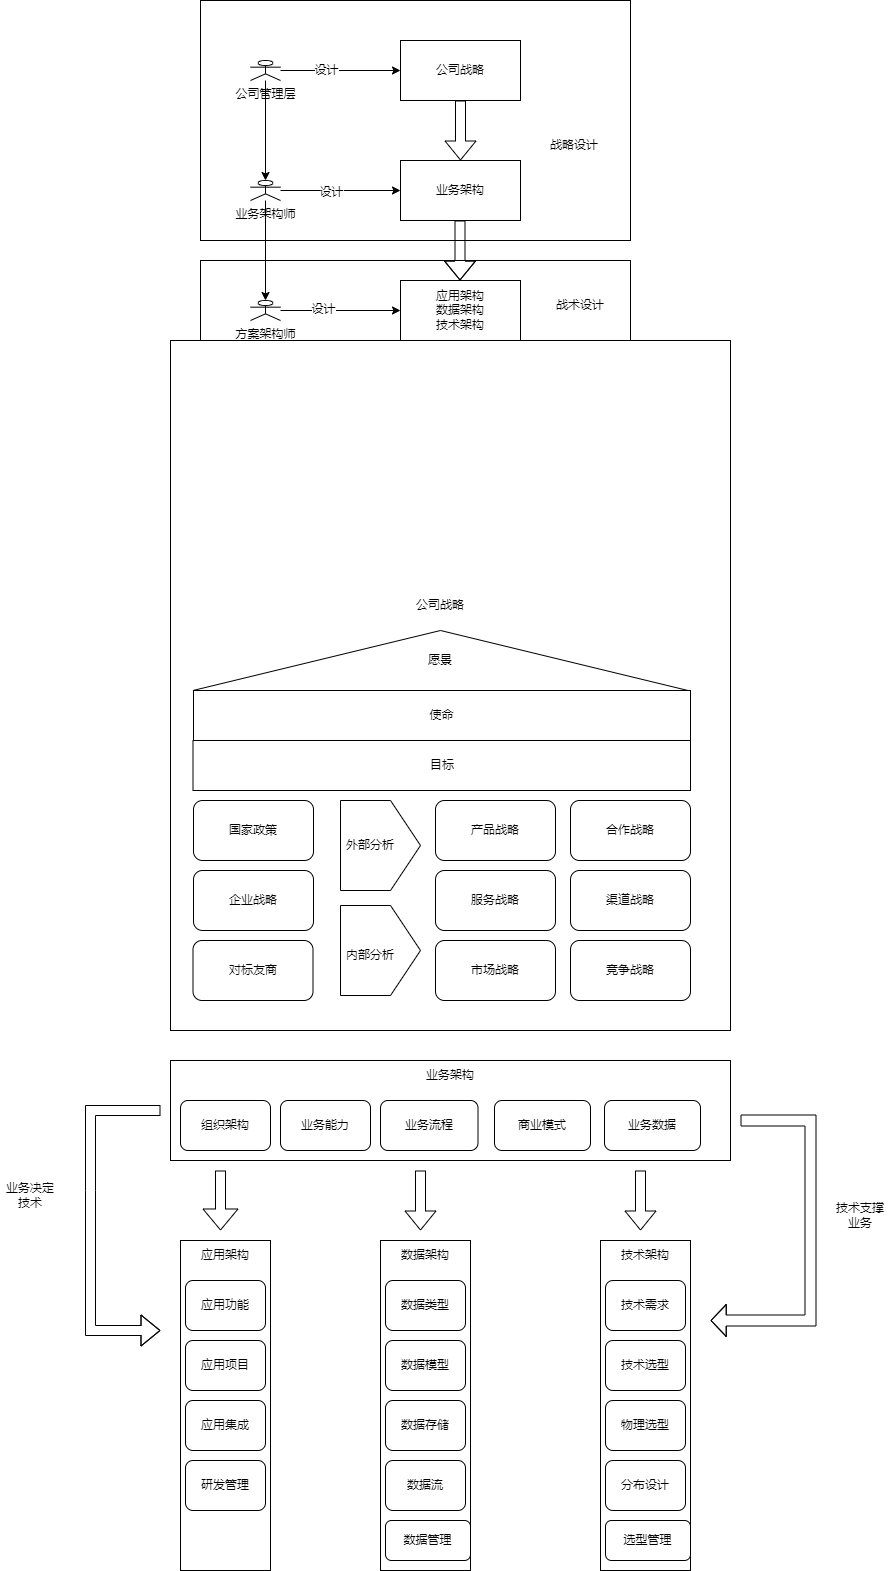 设计
公司战略
公司管理层
战略设计
设计
业务架构
业务架构师
设计
应用架构
数据架构
技术架构
战术设计
方案架构师
公司战略
愿景
使命
目标
国家政策
外部分析
产品战略
合作战略
企业战略
服务战略
渠道战略
对标友商
内部分析
市场战略
竞争战略
业务架构
组织架构
业务能力
业务流程
商业模式
业务数据
业务决定
技术
技术支撑
业务
应用架构
数据架构
技术架构
应用功能
数据类型
技术需求
应用项目
数据模型
技术选型
应用集成
数据存储
物理选型
研发管理
数据流
分布设计
数据管理
选型管理